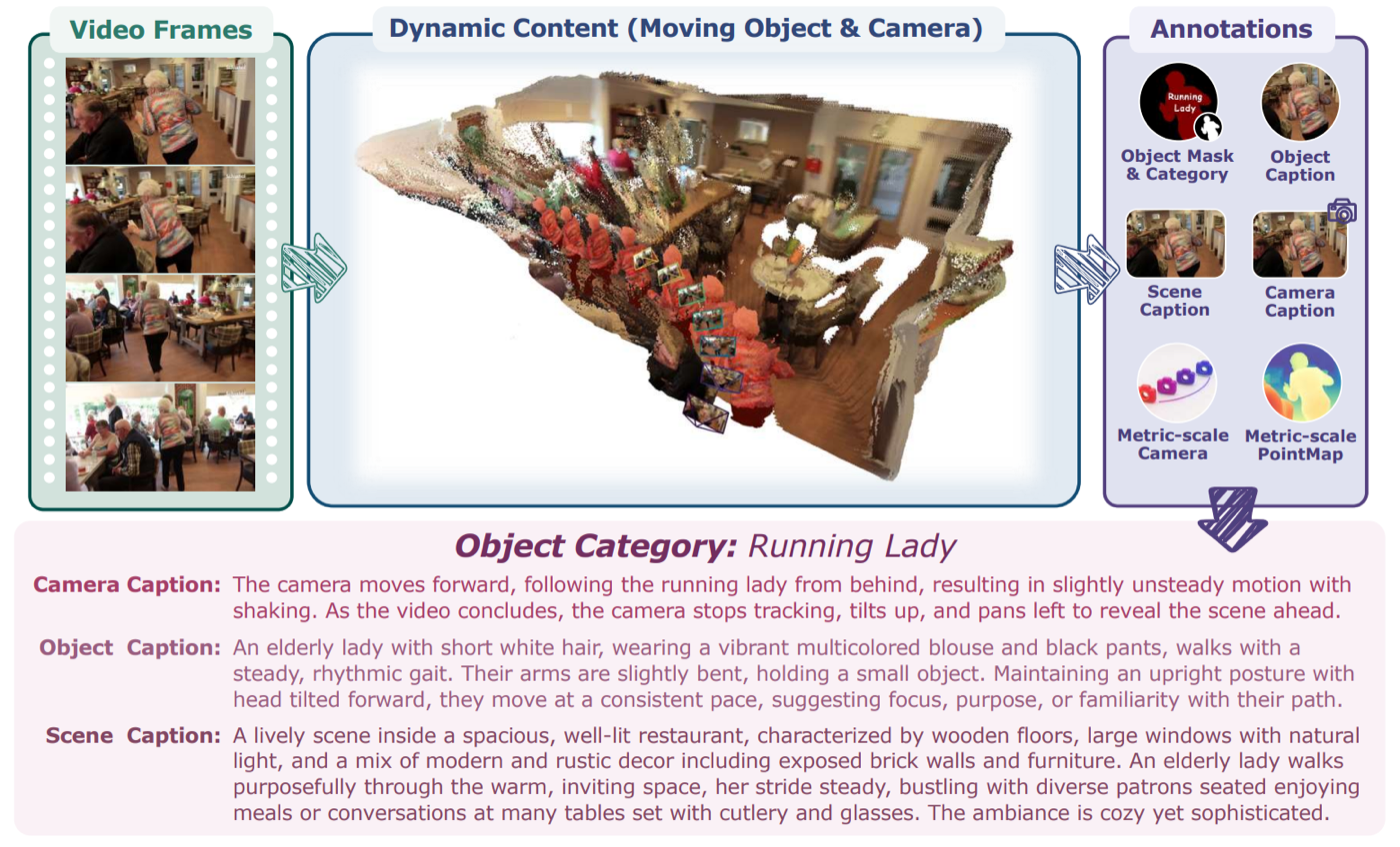 Video Frames
Dynamic Content (Moving Object & Camera)
Annotations
Running
Lady
Object Mask
& Category
Object
Caption
Scene
Caption
Camera
Caption
Metric-scale
Camera
Metric-scale
PointMap
Object Category: Running Lady
Camera Caption: The camera moves forward, following the running lady from behind, resulting in slightly unsteady motion with
shaking. As the video concludes, the camera stops tracking, tilts up, and pans left to reveal the scene ahead.
Object Caption: An elderly lady with short white hair, wearing a vibrant multicolored blouse and black pants, walks with a
steady, rhythmic gait. Their arms are slightly bent, holding a small object. Maintaining an upright posture with
head tilted forward, they move at a consistent pace, suggesting focus, purpose, or familiarity with their path.
Scene Caption: A lively scene inside a spacious, well-lit restaurant, characterized by wooden floors, large windows with natural
light, and a mix of modern and rustic decor including exposed brick walls and furniture. An elderly lady walks
purposefully through the warm, inviting space, her stride steady, bustling with diverse patrons seated enjoying
meals or conversations at many tables set with cutlery and glasses. The ambiance is cozy yet sophisticated.